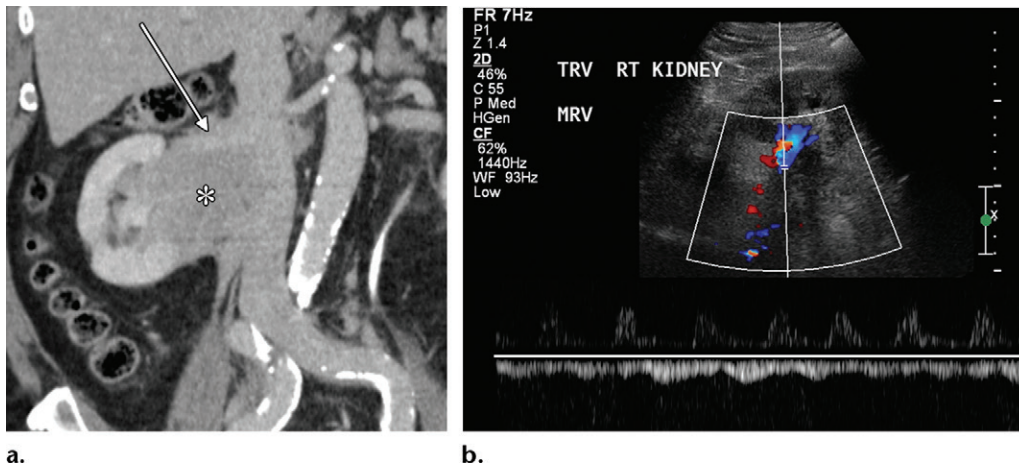 FR 7Hz
P1
Z 1.4
2D
46%
C 55
P Med
HGen
CF
62%
1440Hz
WF 93Hz
Low
TRV RT KIDNEY
MRV
*
x
a.
b.